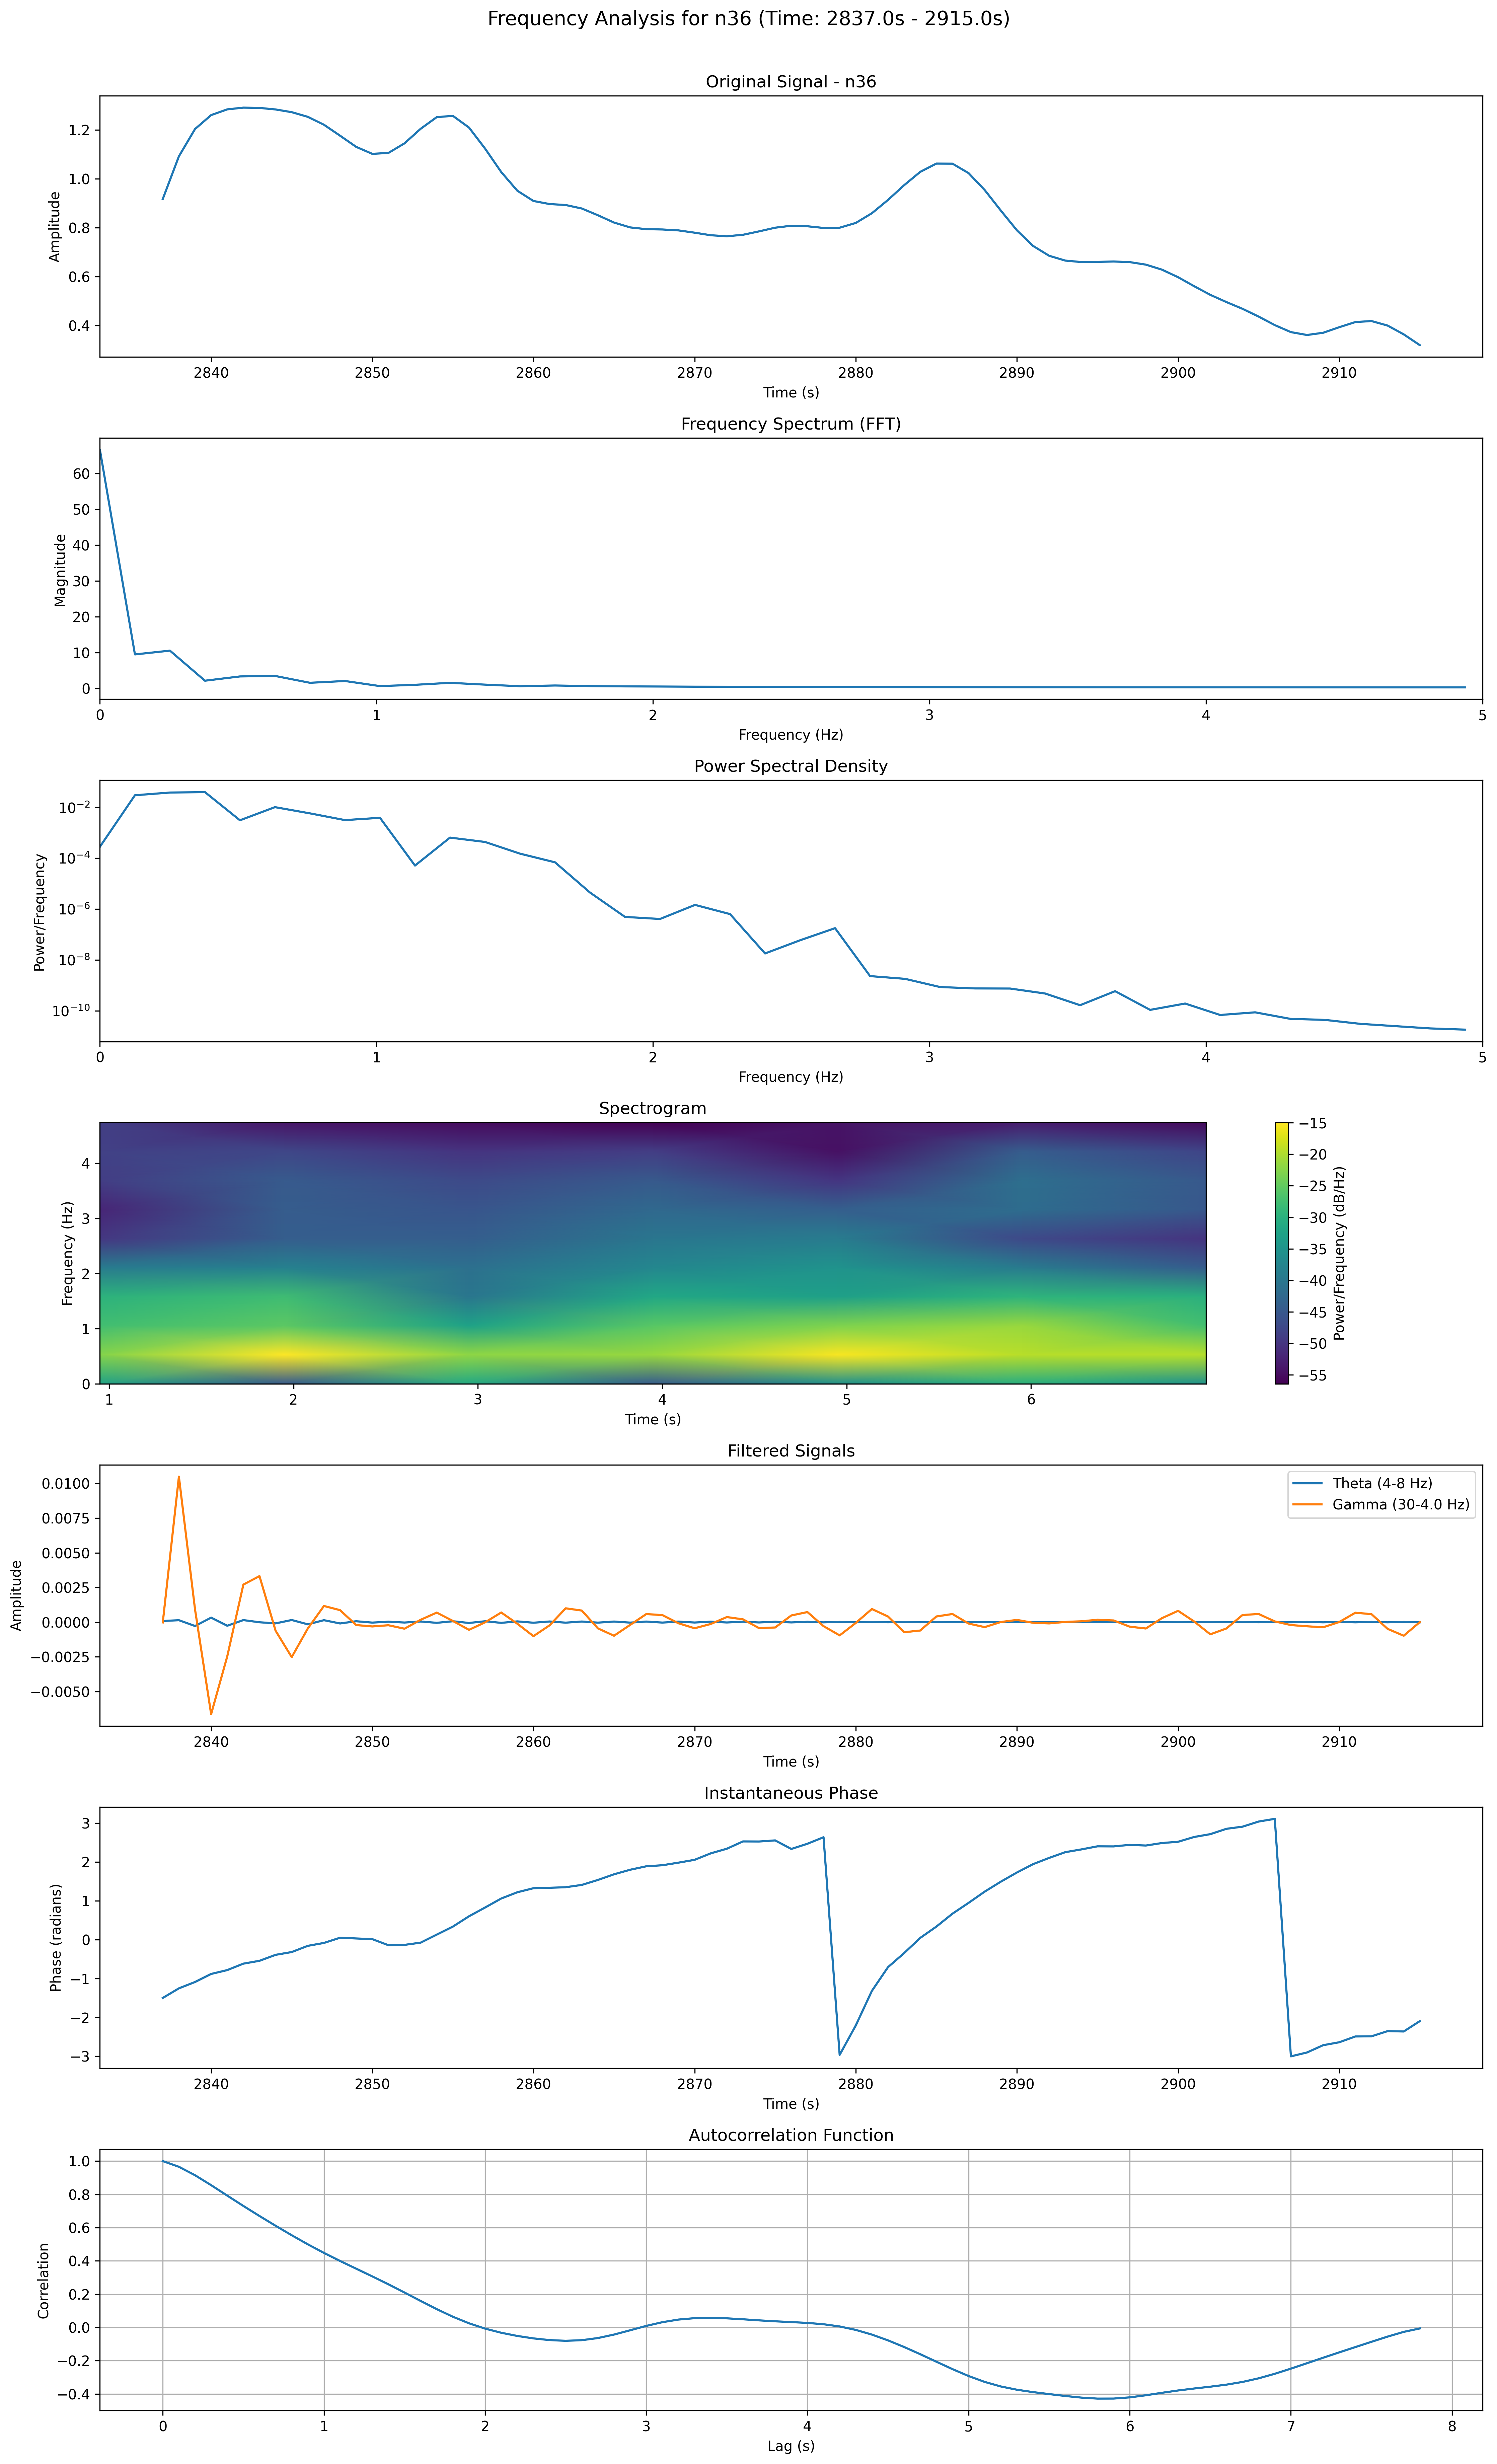 Frequency Analysis for n36 (Time: 2837.0s - 2915.0s)
Original Signal - n36
Amplitude
1.2
1.0
0.8
0.6
0.4
2840 2850 2860 2870 2880 2890 2900 2910
Time (s)
Frequency Spectrum (FFT)
Magnitude
60
50
40
30
20
10
0
0 1 2 3 4 5
Frequency (Hz)
Power Spectral Density
Power/Frequency
10⁻²
10⁻⁴
10⁻⁶
10⁻⁸
10⁻¹⁰
0 1 2 3 4 5
Frequency (Hz)
Spectrogram
Frequency (Hz)
4
3
2
1
0
1 2 3 4 5 6
Time (s)
−15
−20
−25
−30
−35
−40
−45
−50
−55
Power/Frequency (dB/Hz)
Filtered Signals
Amplitude
0.0100
0.0075
0.0050
0.0025
0.0000
−0.0025
−0.0050
Theta (4-8 Hz)
Gamma (30-4.0 Hz)
2840 2850 2860 2870 2880 2890 2900 2910
Time (s)
Instantaneous Phase
Phase (radians)
3
2
1
0
−1
−2
−3
2840 2850 2860 2870 2880 2890 2900 2910
Time (s)
Autocorrelation Function
Correlation
1.0
0.8
0.6
0.4
0.2
0.0
−0.2
−0.4
0 1 2 3 4 5 6 7 8
Lag (s)